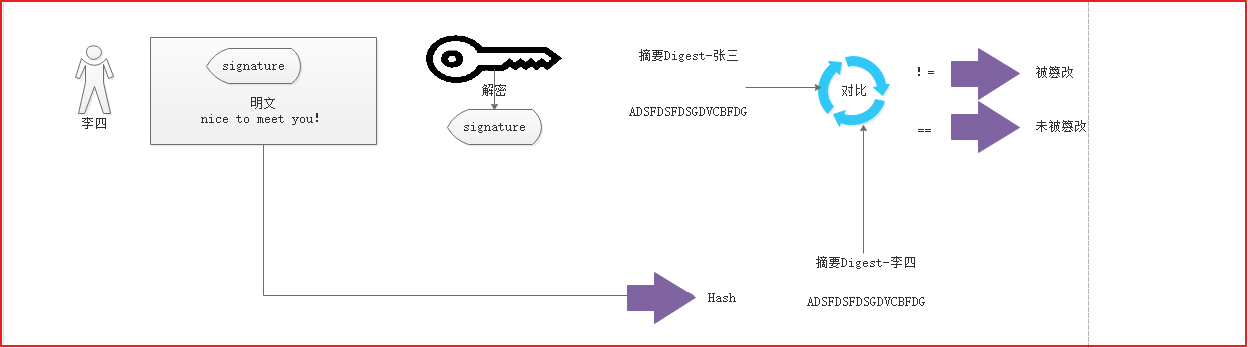 李四
signature
明文
nice to meet you!
解密
signature
摘要Digest-张三
ADSFDSFDSGDVCBFDG
对比
! =
被篡改
==
未被篡改
Hash
摘要Digest-李四
ADSFDSFDSGDVCBFDG